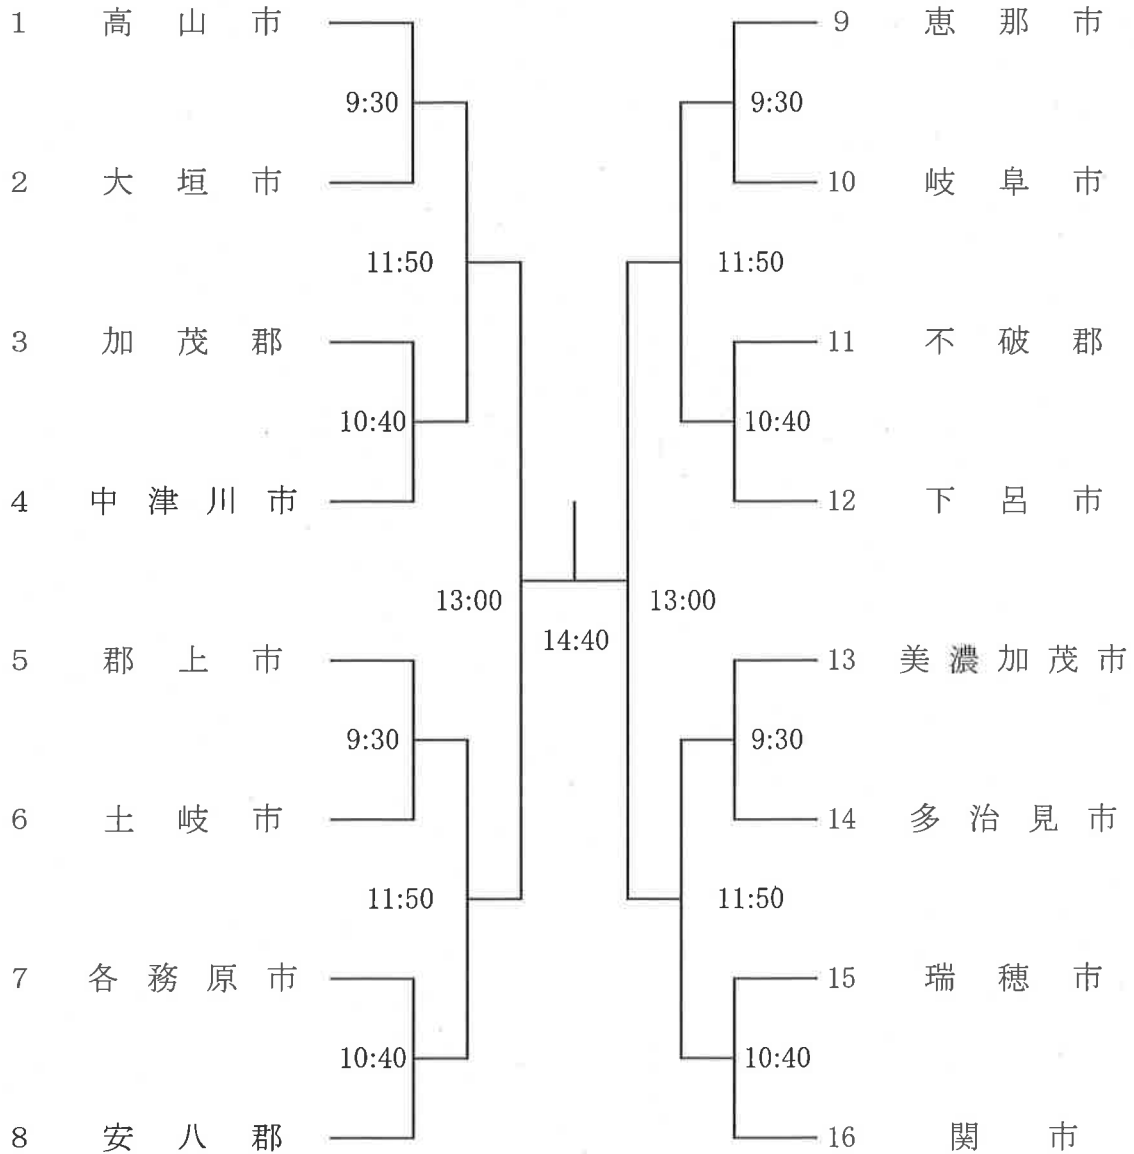 1 高山市
9:30
2 大垣市
11:50
3 加茂郡
10:40
4 中津川市
13:00
5 郡上市
9:30
6 土岐市
11:50
7 各務原市
10:40
8 安八郡
14:40
9 恵那市
9:30
10 岐阜市
11:50
11 不破郡
10:40
12 下呂市
13:00
13 美濃加茂市
9:30
14 多治見市
11:50
15 瑞穂市
10:40
16 関市